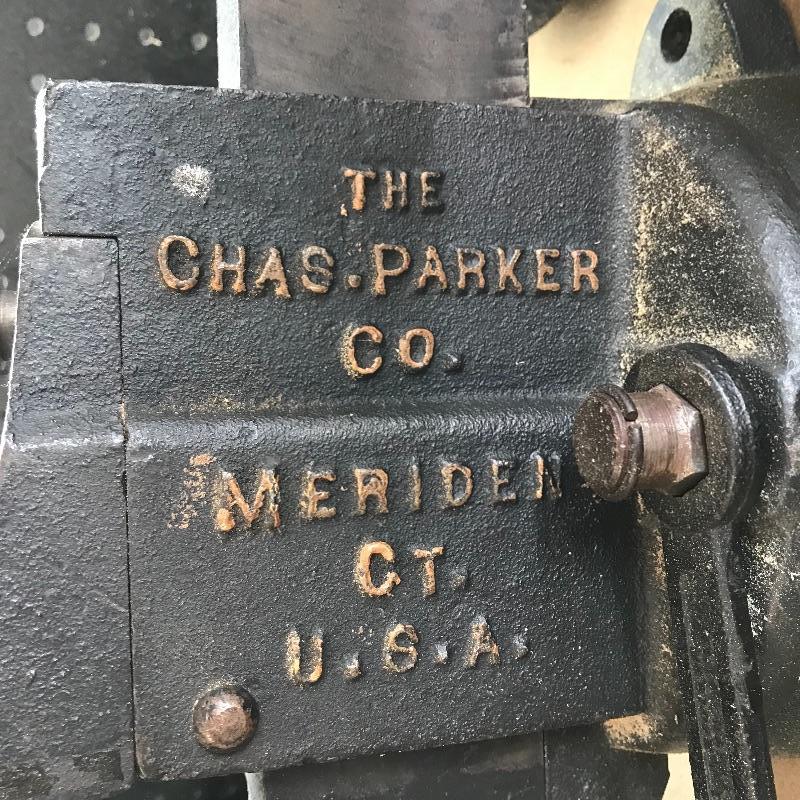 THE
CHAS. PARKER
CO.
MERIDEN
CT.
U.S.A.